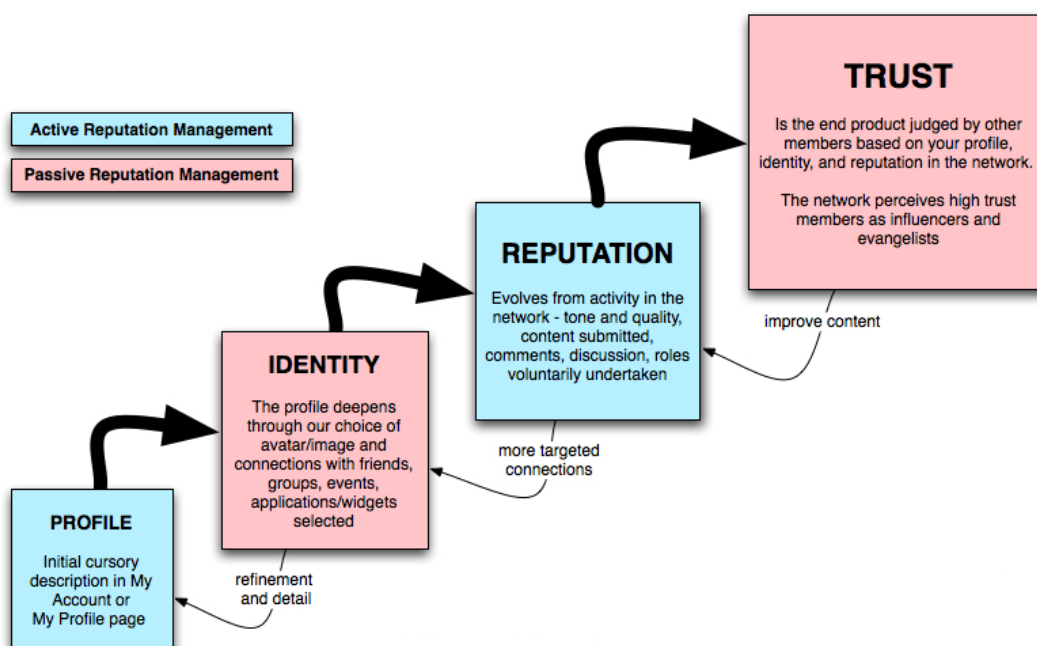 Active Reputation Management
Passive Reputation Management
TRUST
Is the end product judged by other
members based on your profile,
identity, and reputation in the network.
The network perceives high trust
members as influencers and
evangelists
improve content
REPUTATION
Evolves from activity in the
network - tone and quality,
content submitted,
comments, discussion, roles
voluntarily undertaken
more targeted
connections
IDENTITY
The profile deepens
through our choice of
avatar/image and
connections with friends,
groups, events,
applications/widgets
selected
refinement
and detail
PROFILE
Initial cursory
description in My
Account or
My Profile page